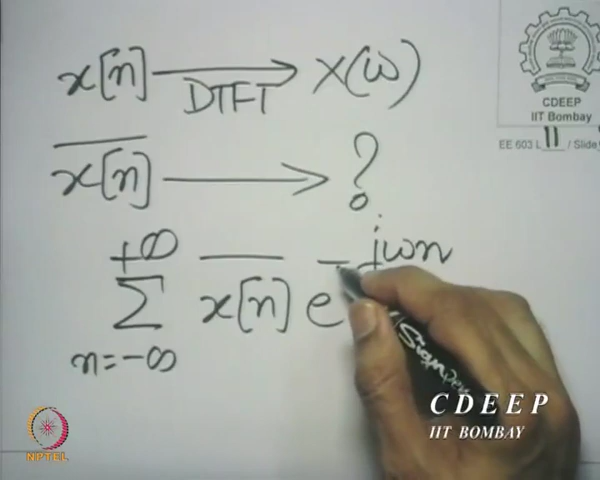 x[n] DTFT X(ω)
x̅[̅n̅]̅ ?
+∞
Σ x̅[̅n̅]̅ e^-jωn
n=-∞
CDEEP
IIT Bombay
EE 603 L 11 / Slide
CDEEP
IIT BOMBAY
NPTEL